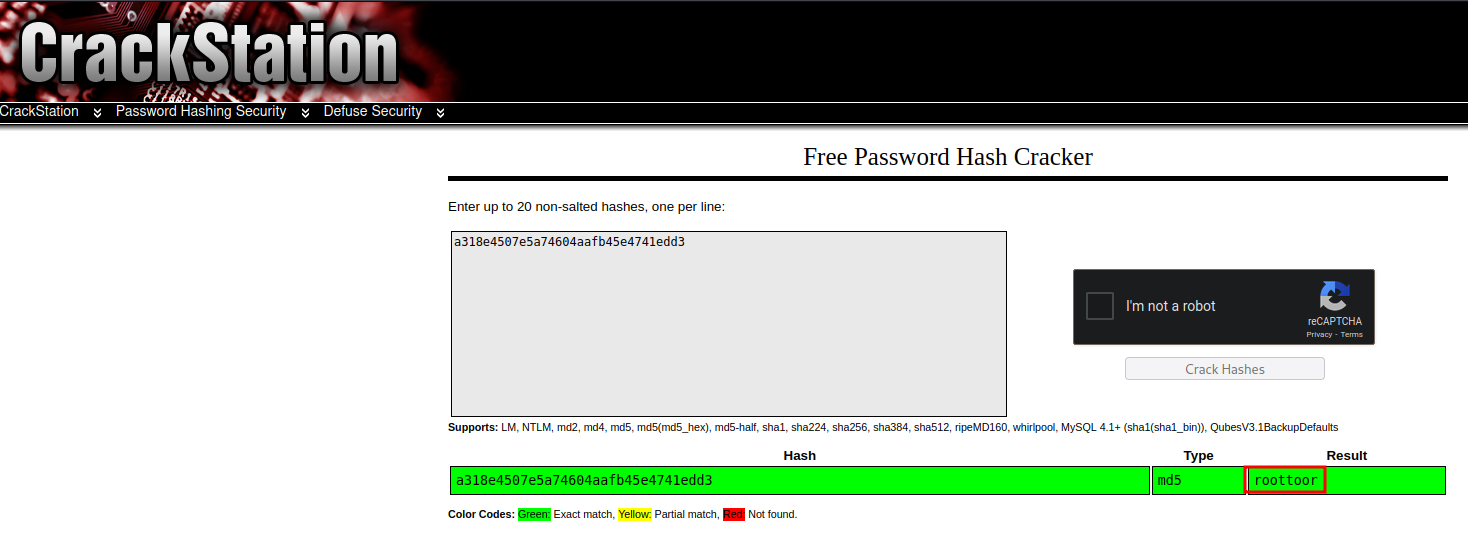 CrackStation
CrackStation Password Hashing Security Defuse Security
Free Password Hash Cracker
Enter up to 20 non-salted hashes, one per line:
a318e4507e5a74604aafb45e4741edd3
I'm not a robot
reCAPTCHA
Privacy - Terms
Crack Hashes
Supports: LM, NTLM, md2, md4, md5, md5(md5_hex), md5-half, sha1, sha224, sha256, sha384, sha512, ripeMD160, whirlpool, MySQL 4.1+ (sha1(sha1_bin)), QubesV3.1BackupDefaults
Hash Type Result
a318e4507e5a74604aafb45e4741edd3 md5 roottoor
Color Codes: Green: Exact match, Yellow: Partial match, Red: Not found.